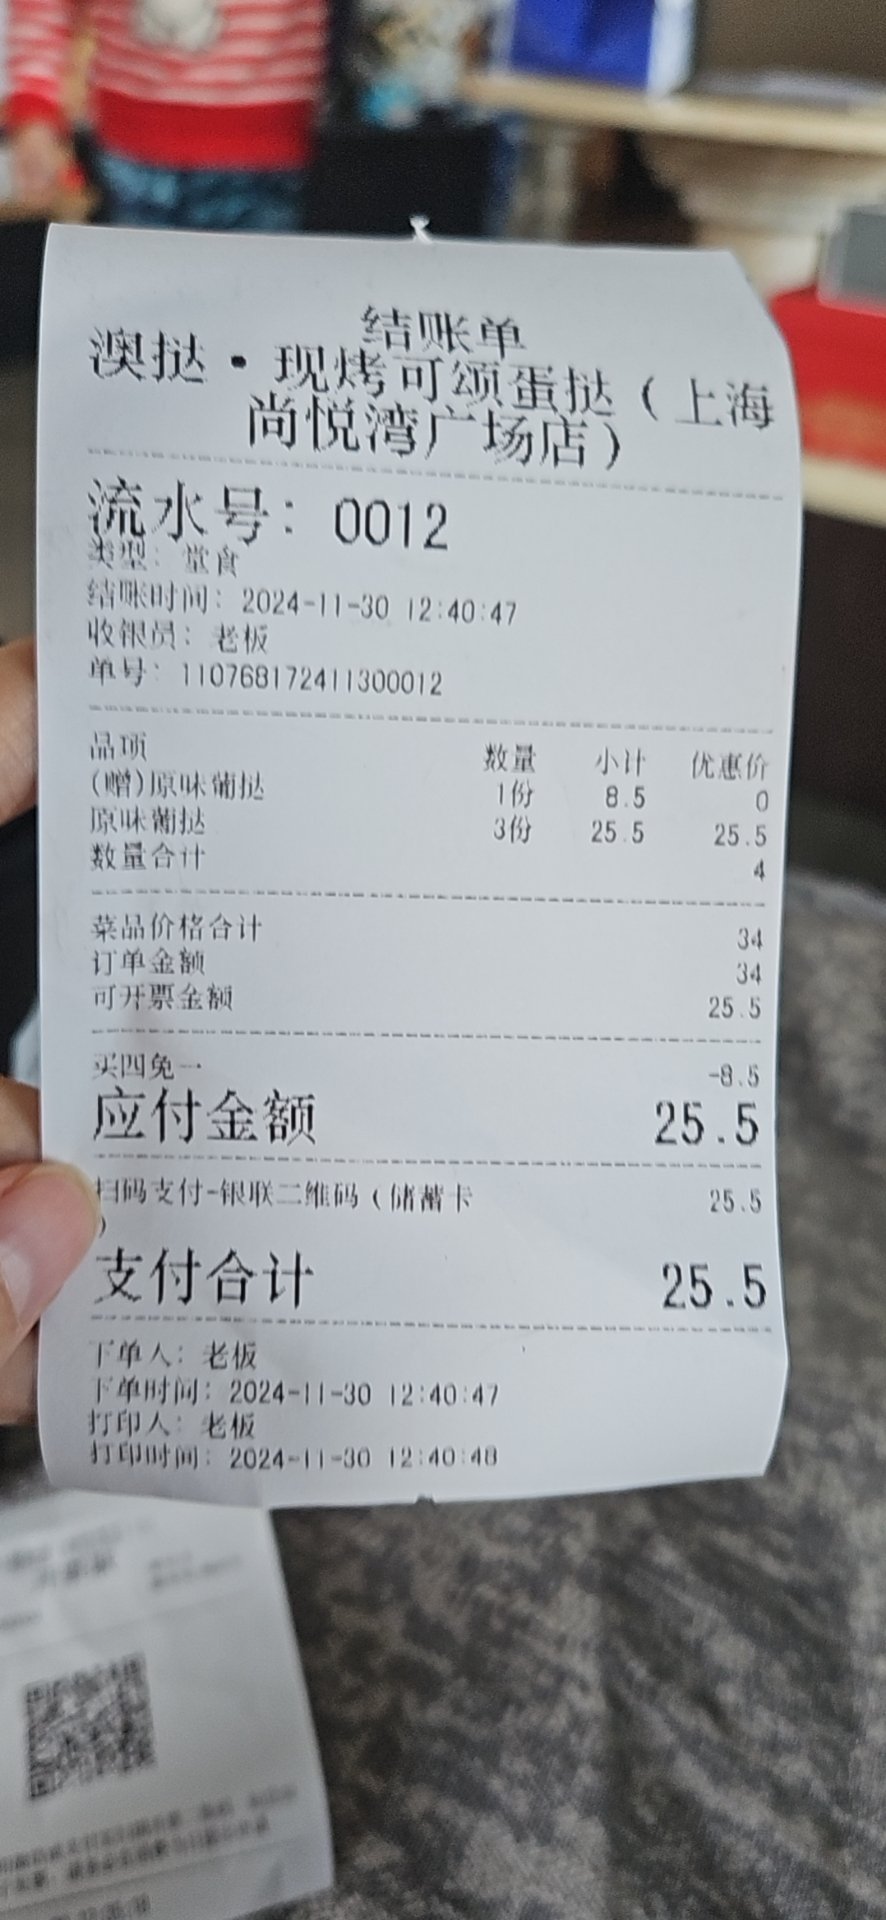 结账单
澳挞·现烤可颂蛋挞（上海
尚悦湾广场店）
流水号：0012
类型：堂食
结账时间：2024-11-30 12:40:47
收银员：老板
单号：110768172411300012
品项 数量 小计 优惠价
(赠)原味葡挞 1份 8.5 0
原味葡挞 3份 25.5 25.5
数量合计 4
菜品价格合计 34
订单金额 34
可开票金额 25.5
买四免一 -8.5
应付金额 25.5
扫码支付-银联二维码（储蓄卡 25.5
）
支付合计 25.5
下单人：老板
下单时间：2024-11-30 12:40:47
打印人：老板
打印时间：2024-11-30 12:40:48